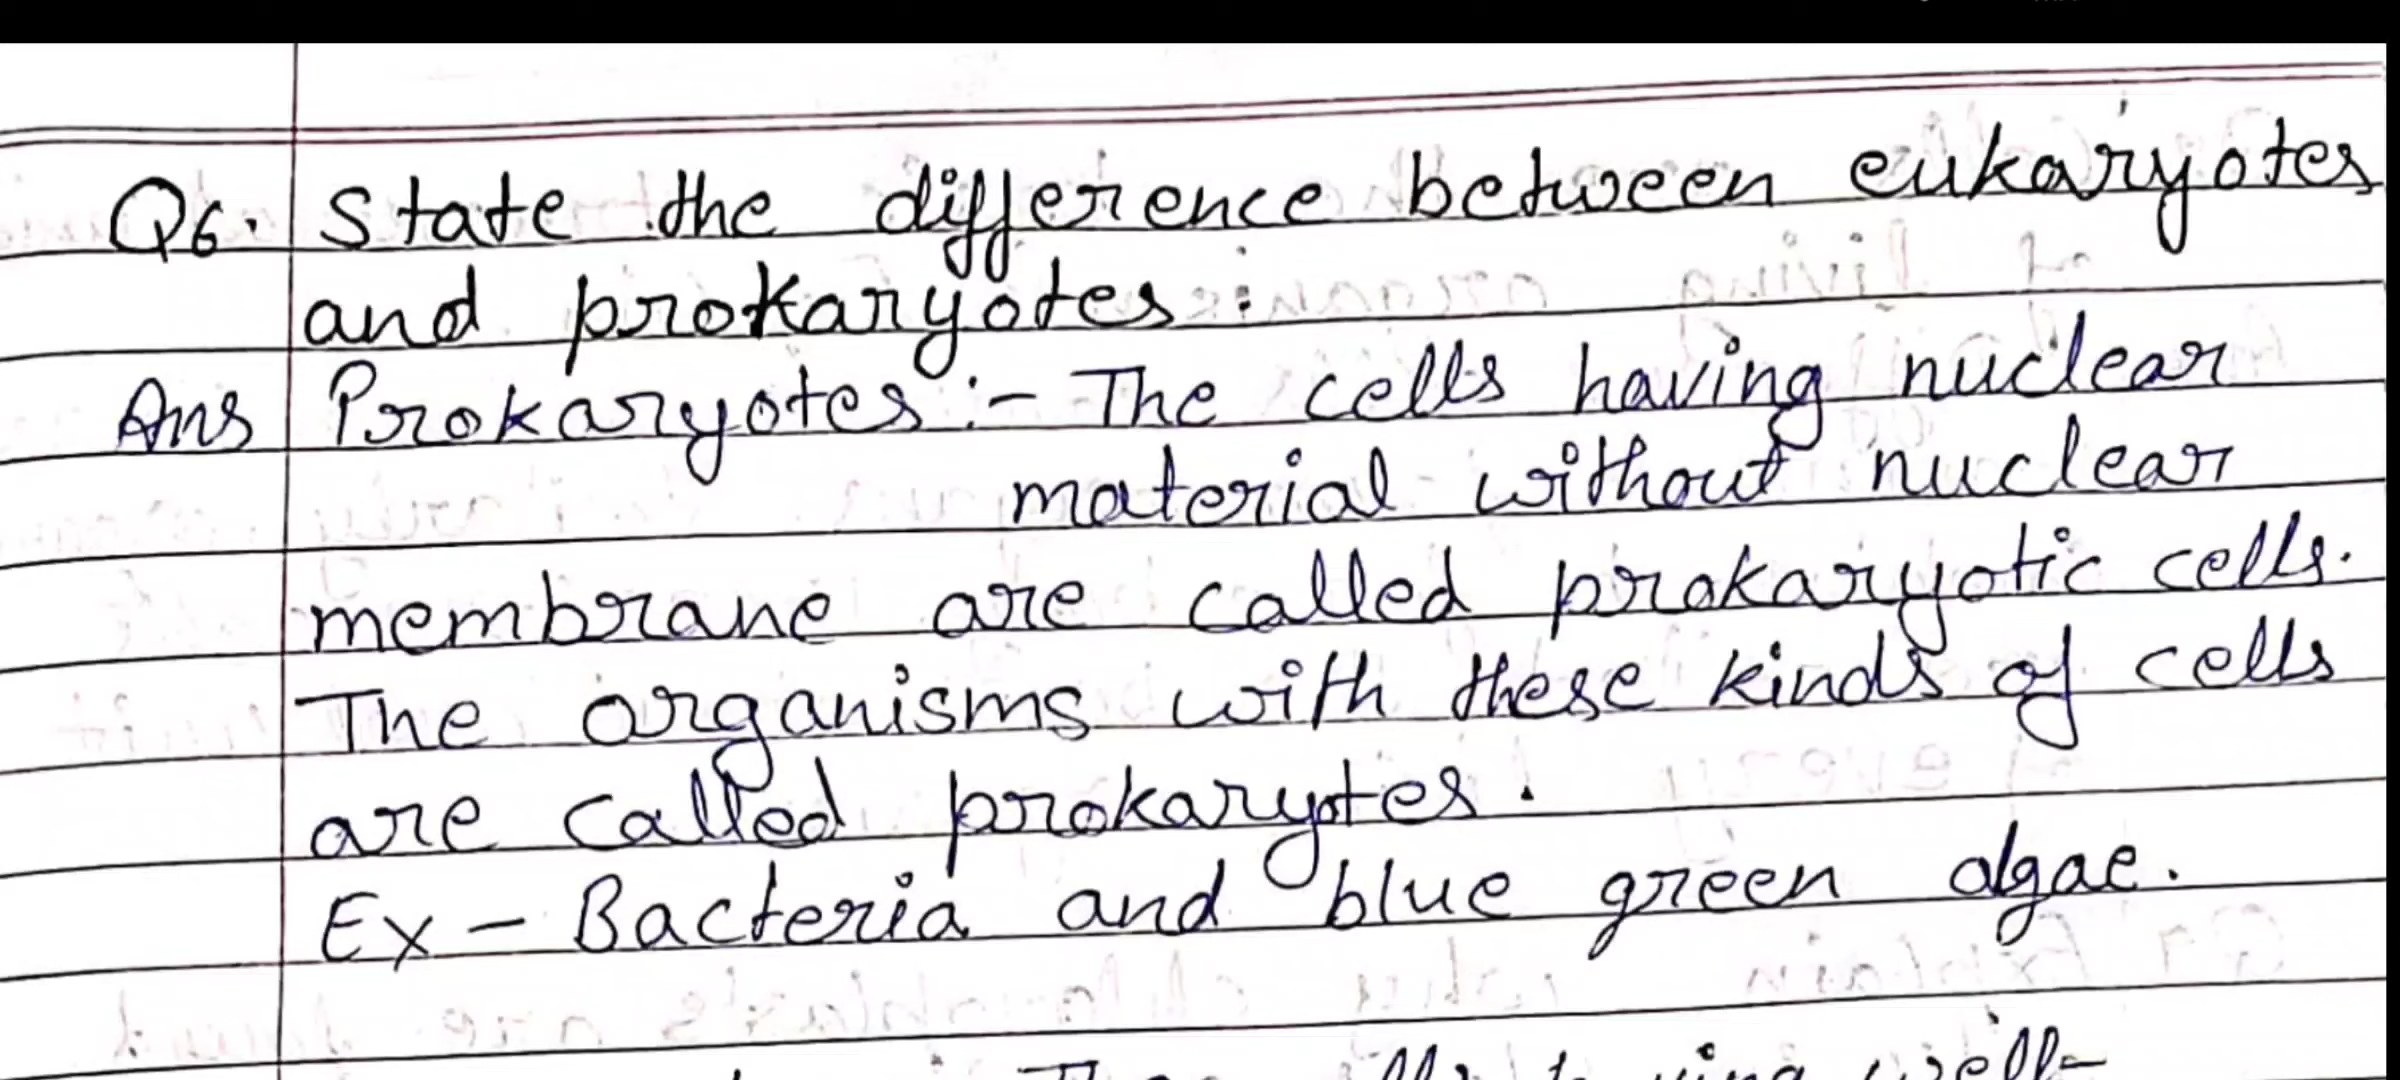 Q6. State the difference between eukaryotes
and prokaryotes.
Ans Prokaryotes :- The cells having nuclear
material without nuclear
membrane are called prokaryotic cells.
The organisms with these kinds of cells
are called prokaryotes.
Ex - Bacteria and blue green algae.
well-